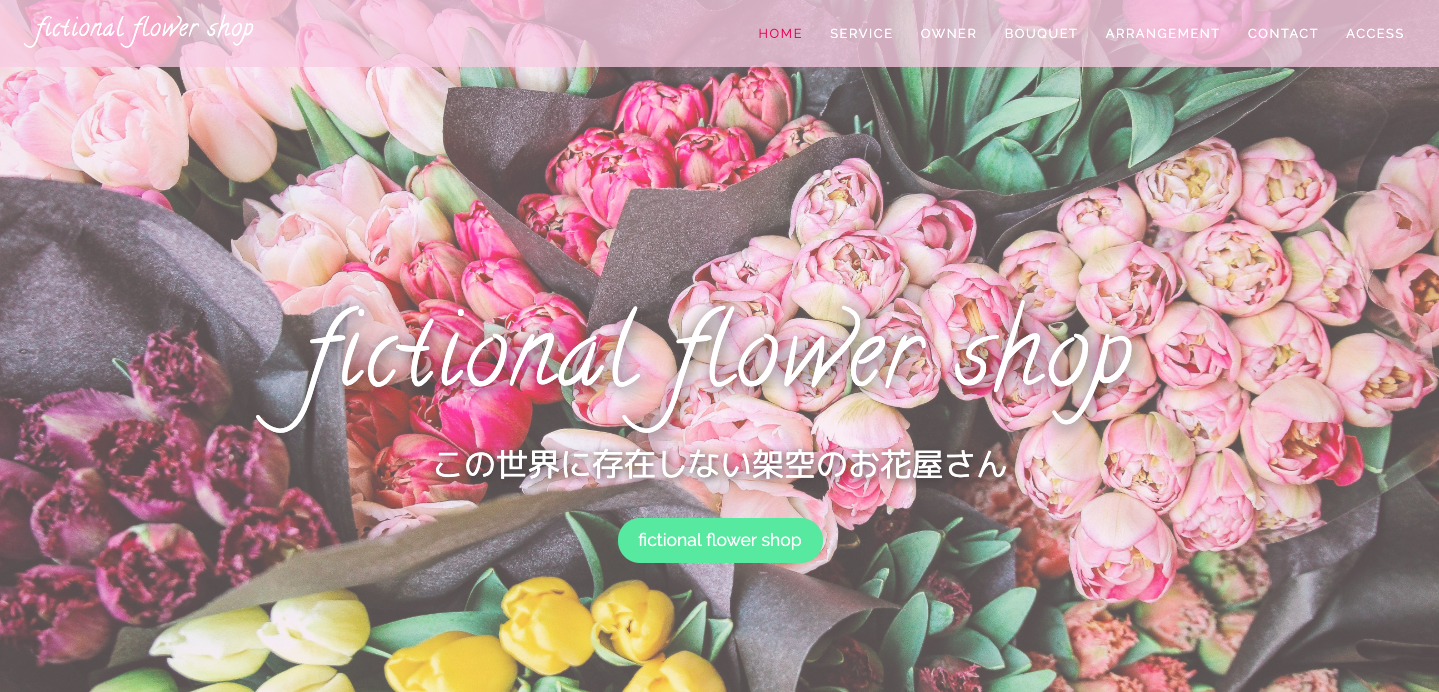 fictional flower shop
HOME SERVICE OWNER BOUQUET ARRANGEMENT CONTACT ACCESS
fictional flower shop
この世界に存在しない架空のお花屋さん
fictional flower shop